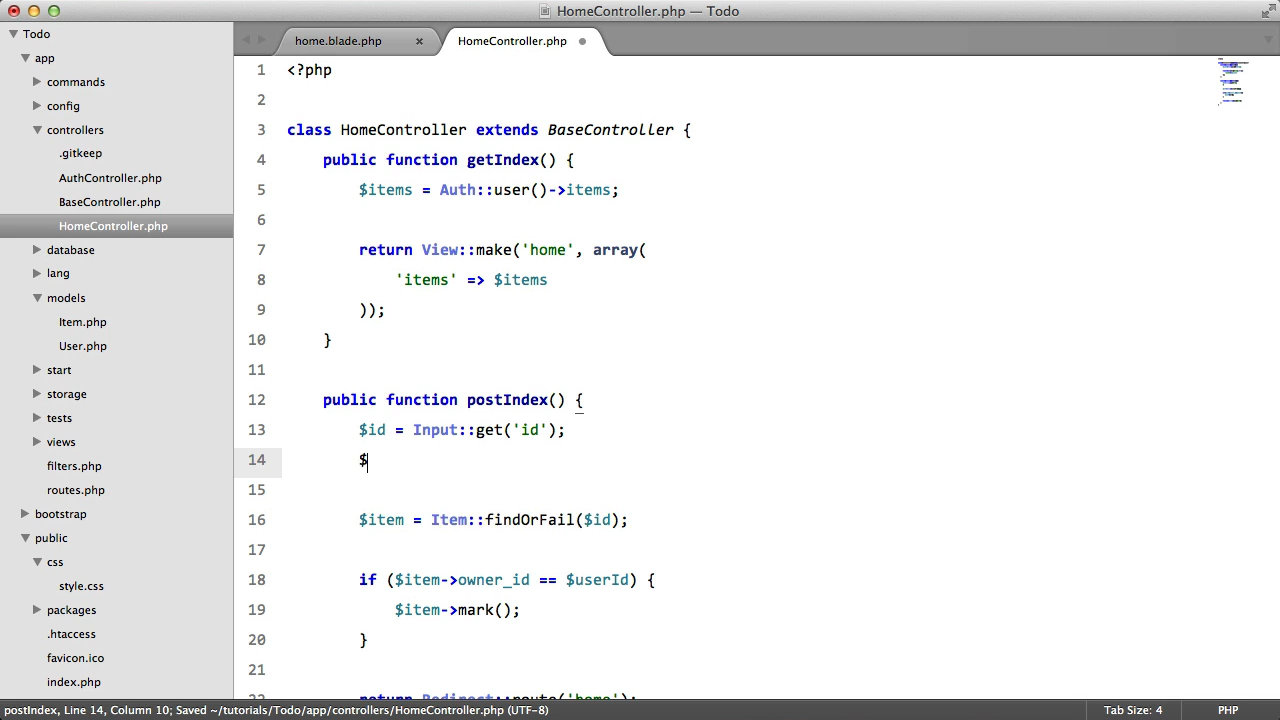 HomeController.php — Todo
Todo
app
commands
config
controllers
.gitkeep
AuthController.php
BaseController.php
HomeController.php
database
lang
models
Item.php
User.php
start
storage
tests
views
filters.php
routes.php
bootstrap
public
css
style.css
packages
.htaccess
favicon.ico
index.php
home.blade.php ×
HomeController.php
1 <?php
2
3 class HomeController extends BaseController {
4 public function getIndex() {
5 $items = Auth::user()->items;
6
7 return View::make('home', array(
8 'items' => $items
9 ));
10 }
11
12 public function postIndex() {
13 $id = Input::get('id');
14 $
15
16 $item = Item::findOrFail($id);
17
18 if ($item->owner_id == $userId) {
19 $item->mark();
20 }
21
22 return Redirect::route('home');
postIndex, Line 14, Column 10; Saved ~/tutorials/Todo/app/controllers/HomeController.php (UTF-8)
Tab Size: 4
PHP